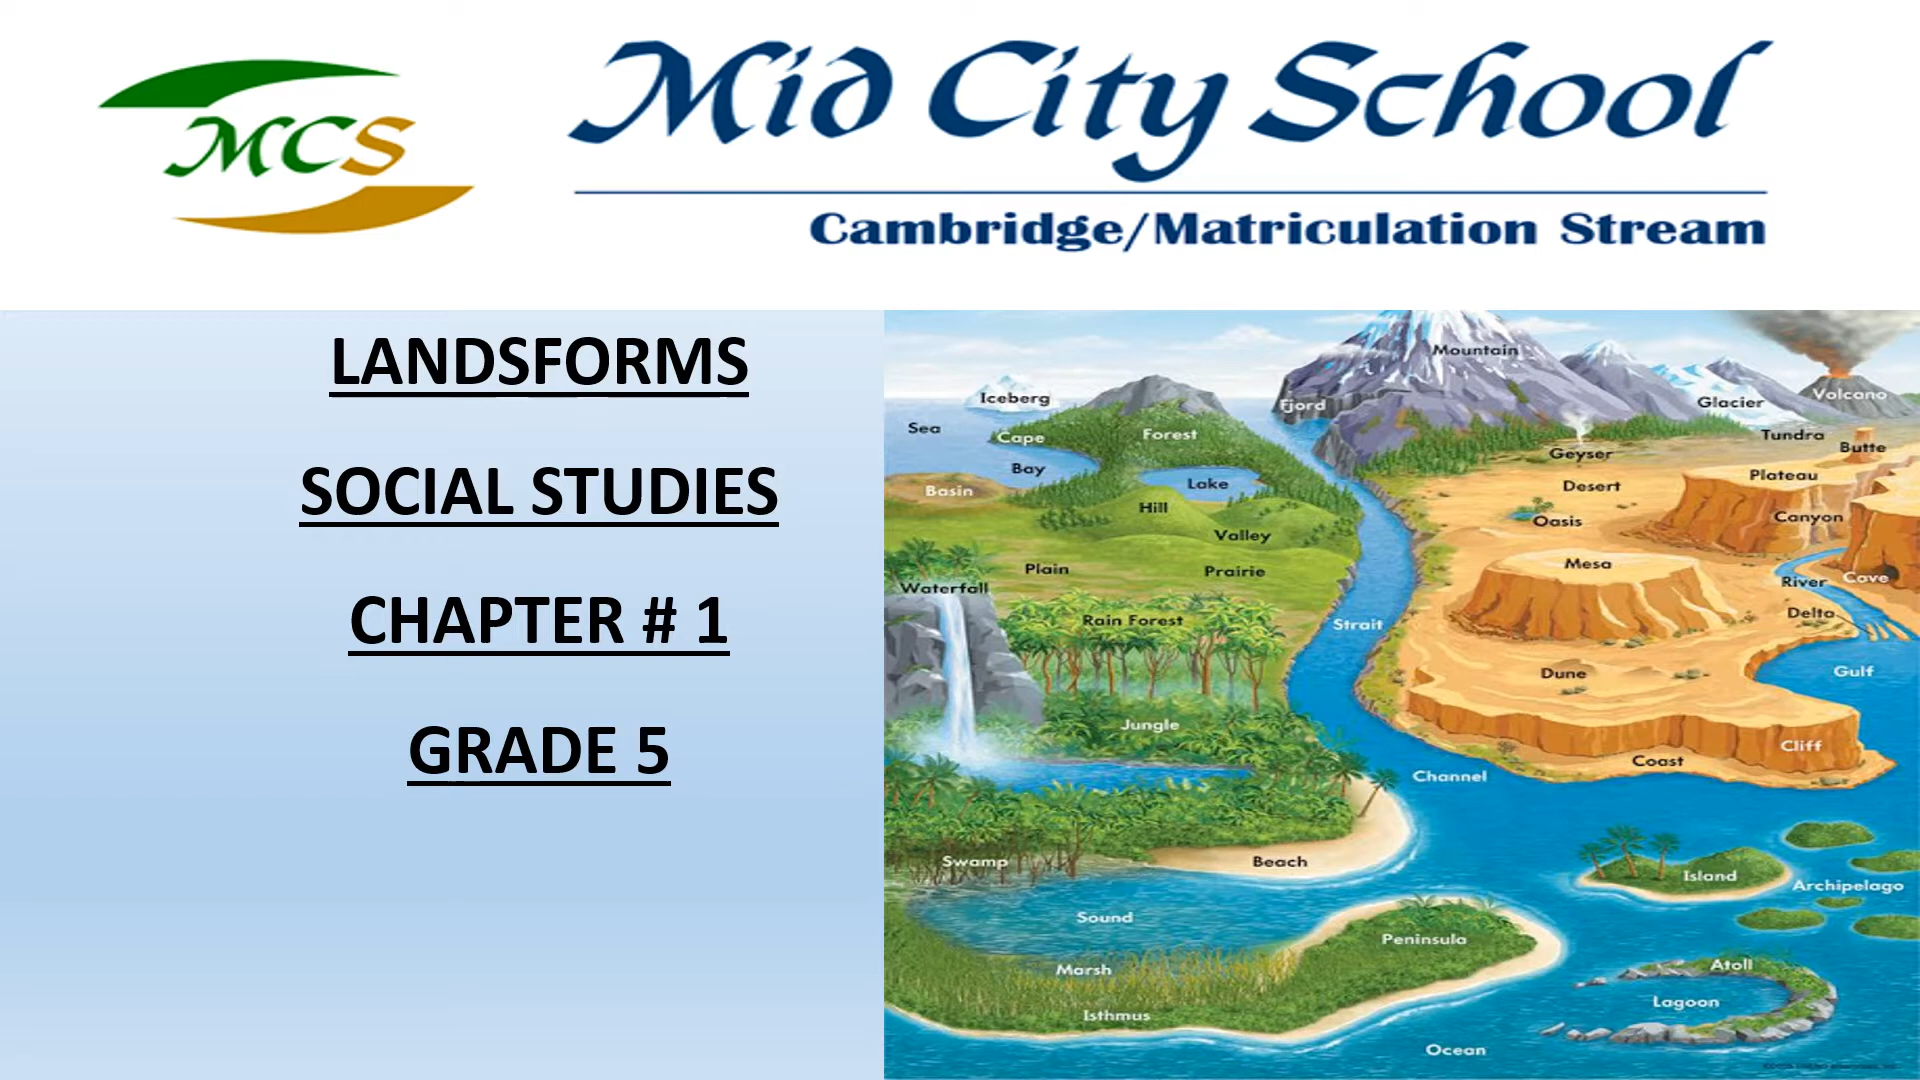 MCS
Mid City School
Cambridge/Matriculation Stream
LANDSFORMS
SOCIAL STUDIES
CHAPTER # 1
GRADE 5
Mountain
Iceberg
Fjord
Glacier
Volcano
Sea
Cape
Forest
Tundra
Butte
Geyser
Bay
Plateau
Basin
Lake
Desert
Hill
Oasis
Canyon
Valley
Mesa
Plain
Prairie
River
Cave
Waterfall
Delta
Rain Forest
Strait
Dune
Gulf
Jungle
Cliff
Coast
Channel
Swamp
Beach
Island
Archipelago
Sound
Peninsula
Marsh
Atoll
Lagoon
Isthmus
Ocean